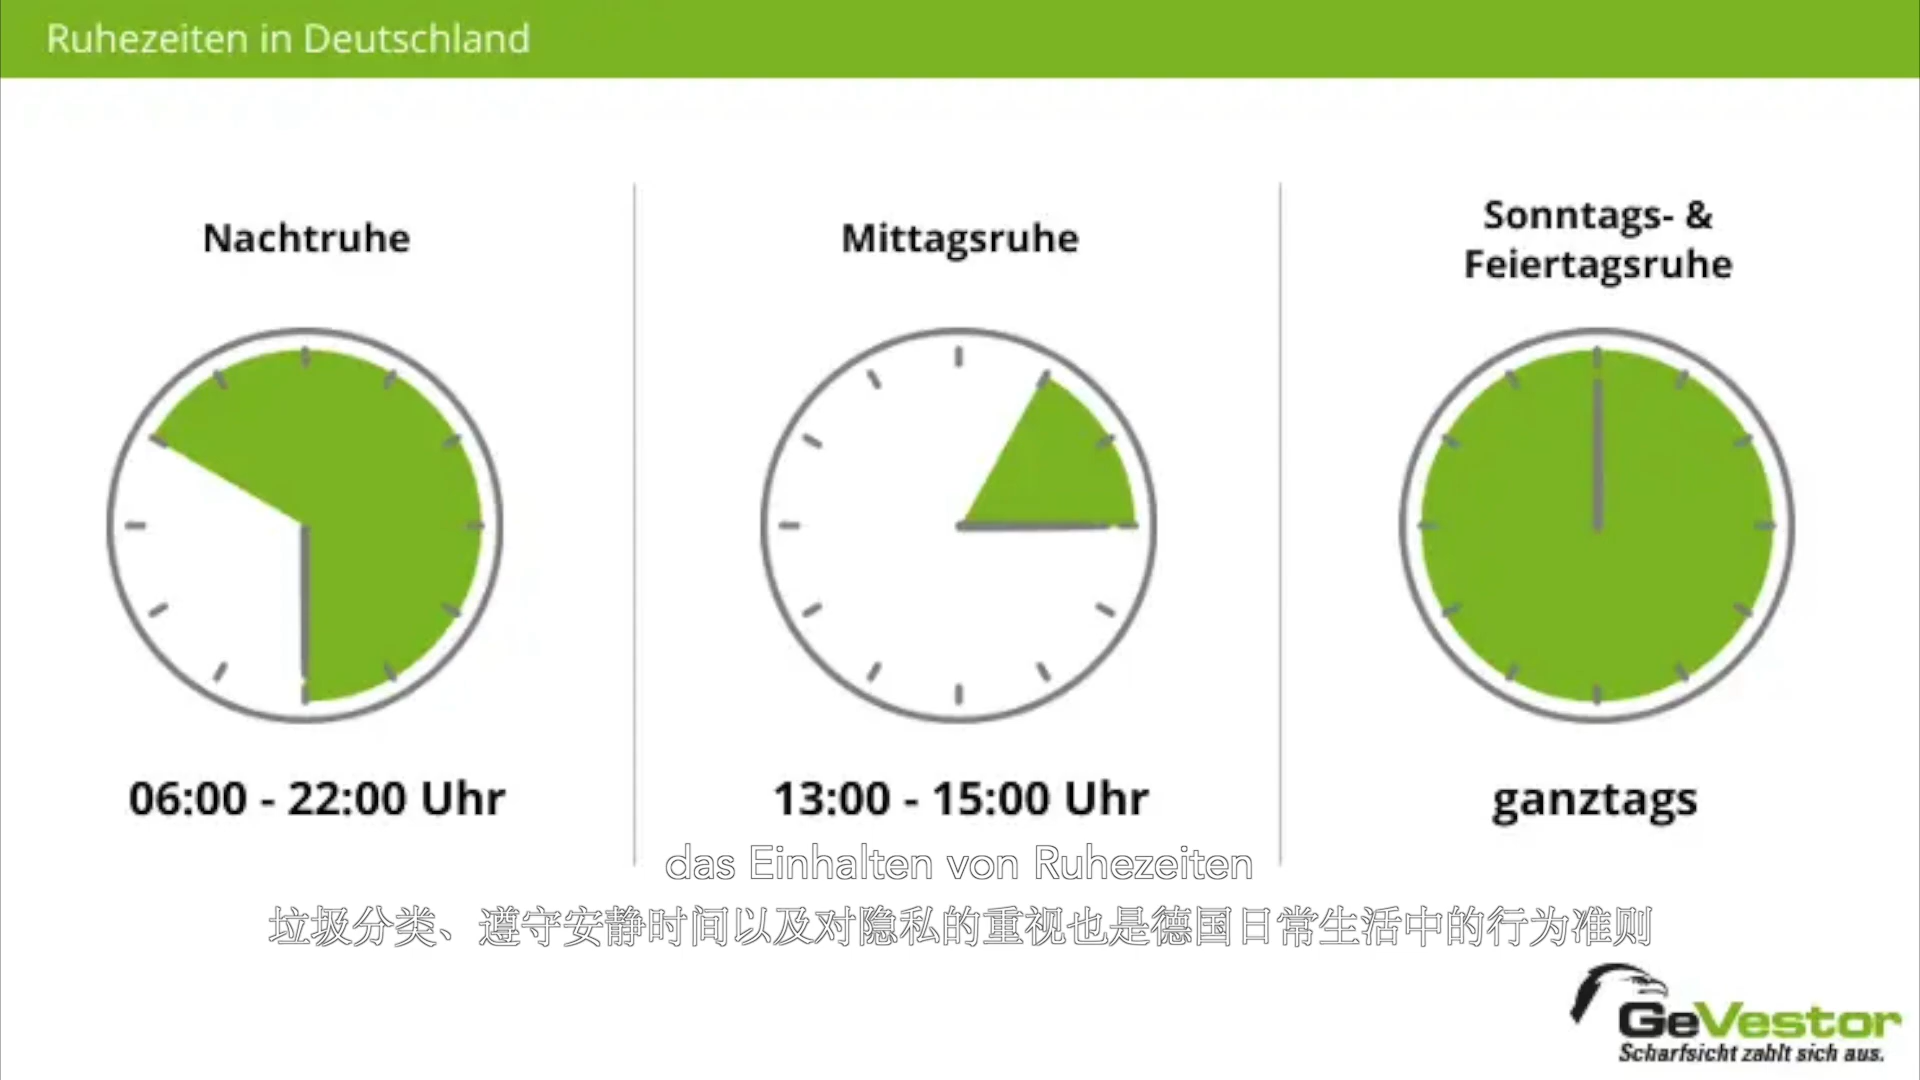 Ruhezeiten in Deutschland
Nachtruhe
06:00 - 22:00 Uhr
Mittagsruhe
13:00 - 15:00 Uhr
Sonntags- &
Feiertagsruhe
ganztags
das Einhalten von Ruhezeiten
垃圾分类、遵守安静时间以及对隐私的重视也是德国日常生活中的行为准则
GeVestor
Scharfsicht zahlt sich aus.